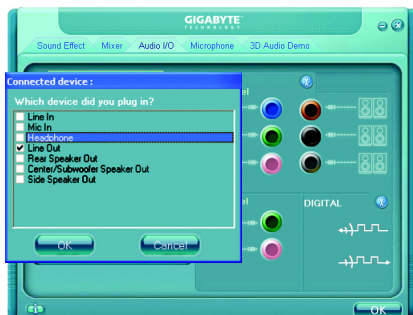 GIGABYTE
TECHNOLOGY
Sound Effect Mixer Audio I/O Microphone 3D Audio Demo
Connected device :
Which device did you plug in?
Line In
Mic In
Headphone
Line Out
Rear Speaker Out
Center/Subwoofer Speaker Out
Side Speaker Out
OK Cancel
el
el
DIGITAL
OK